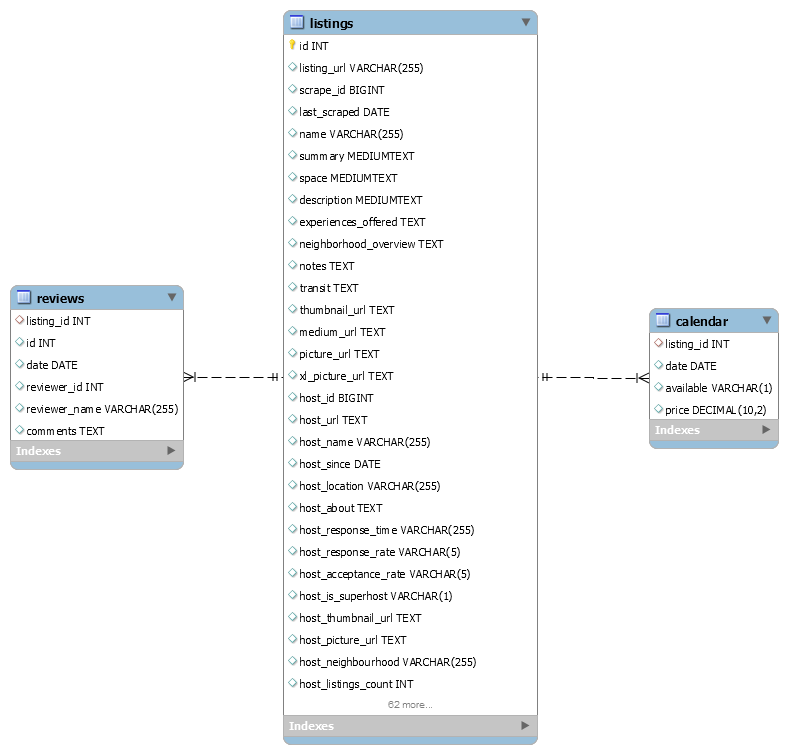 listings
id INT
listing_url VARCHAR(255)
scrape_id BIGINT
last_scraped DATE
name VARCHAR(255)
summary MEDIUMTEXT
space MEDIUMTEXT
description MEDIUMTEXT
experiences_offered TEXT
neighborhood_overview TEXT
notes TEXT
transit TEXT
thumbnail_url TEXT
medium_url TEXT
picture_url TEXT
xl_picture_url TEXT
host_id BIGINT
host_url TEXT
host_name VARCHAR(255)
host_since DATE
host_location VARCHAR(255)
host_about TEXT
host_response_time VARCHAR(255)
host_response_rate VARCHAR(5)
host_acceptance_rate VARCHAR(5)
host_is_superhost VARCHAR(1)
host_thumbnail_url TEXT
host_picture_url TEXT
host_neighbourhood VARCHAR(255)
host_listings_count INT
62 more...
Indexes
reviews
listing_id INT
id INT
date DATE
reviewer_id INT
reviewer_name VARCHAR(255)
comments TEXT
Indexes
calendar
listing_id INT
date DATE
available VARCHAR(1)
price DECIMAL(10,2)
Indexes